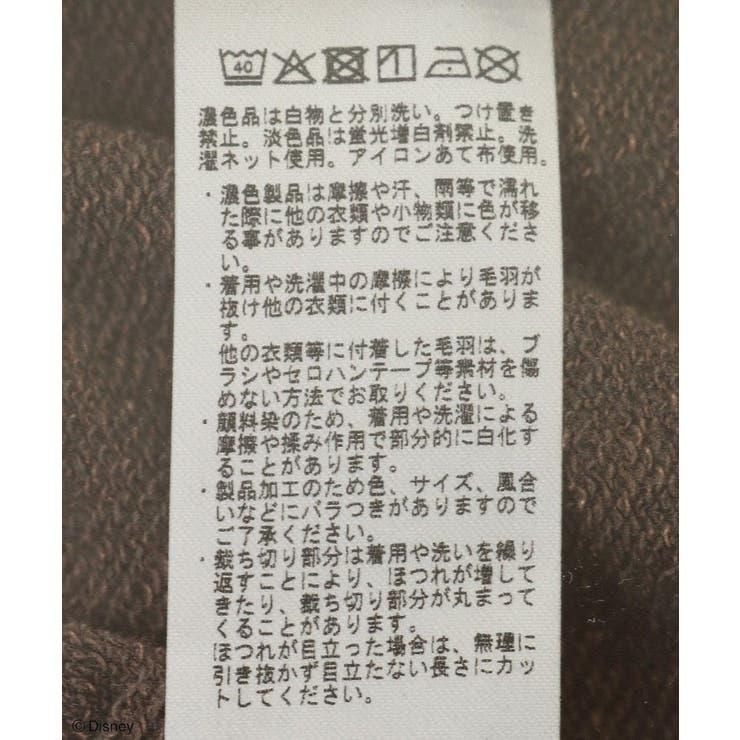 40
濃色品は白物と分別洗い。つけ置き
禁止。淡色品は蛍光増白剤禁止。洗
濯ネット使用。アイロンあて布使用。
・濃色製品は摩擦や汗、雨等で濡れ
た際に他の衣類や小物類に色が移
る事がありますのでご注意くださ
い。
・着用や洗濯中の摩擦により毛羽が
抜け他の衣類に付くことがありま
す。
他の衣類等に付着した毛羽は、ブ
ラシやセロハンテープ等素材を傷
めない方法でお取りください。
・顔料染のため、着用や洗濯による
摩擦や揉み作用で部分的に白化す
ることがあります。
・製品加工のため色、サイズ、風合
いなどにバラつきがありますので
ご了承ください。
・裁ち切り部分は着用や洗いを繰り
返すことにより、ほつれが増して
きたり、裁ち切り部分が丸まって
くることがあります。
ほつれが目立った場合は、無理に
引き抜かず目立たない長さにカッ
トしてください。
© Disney